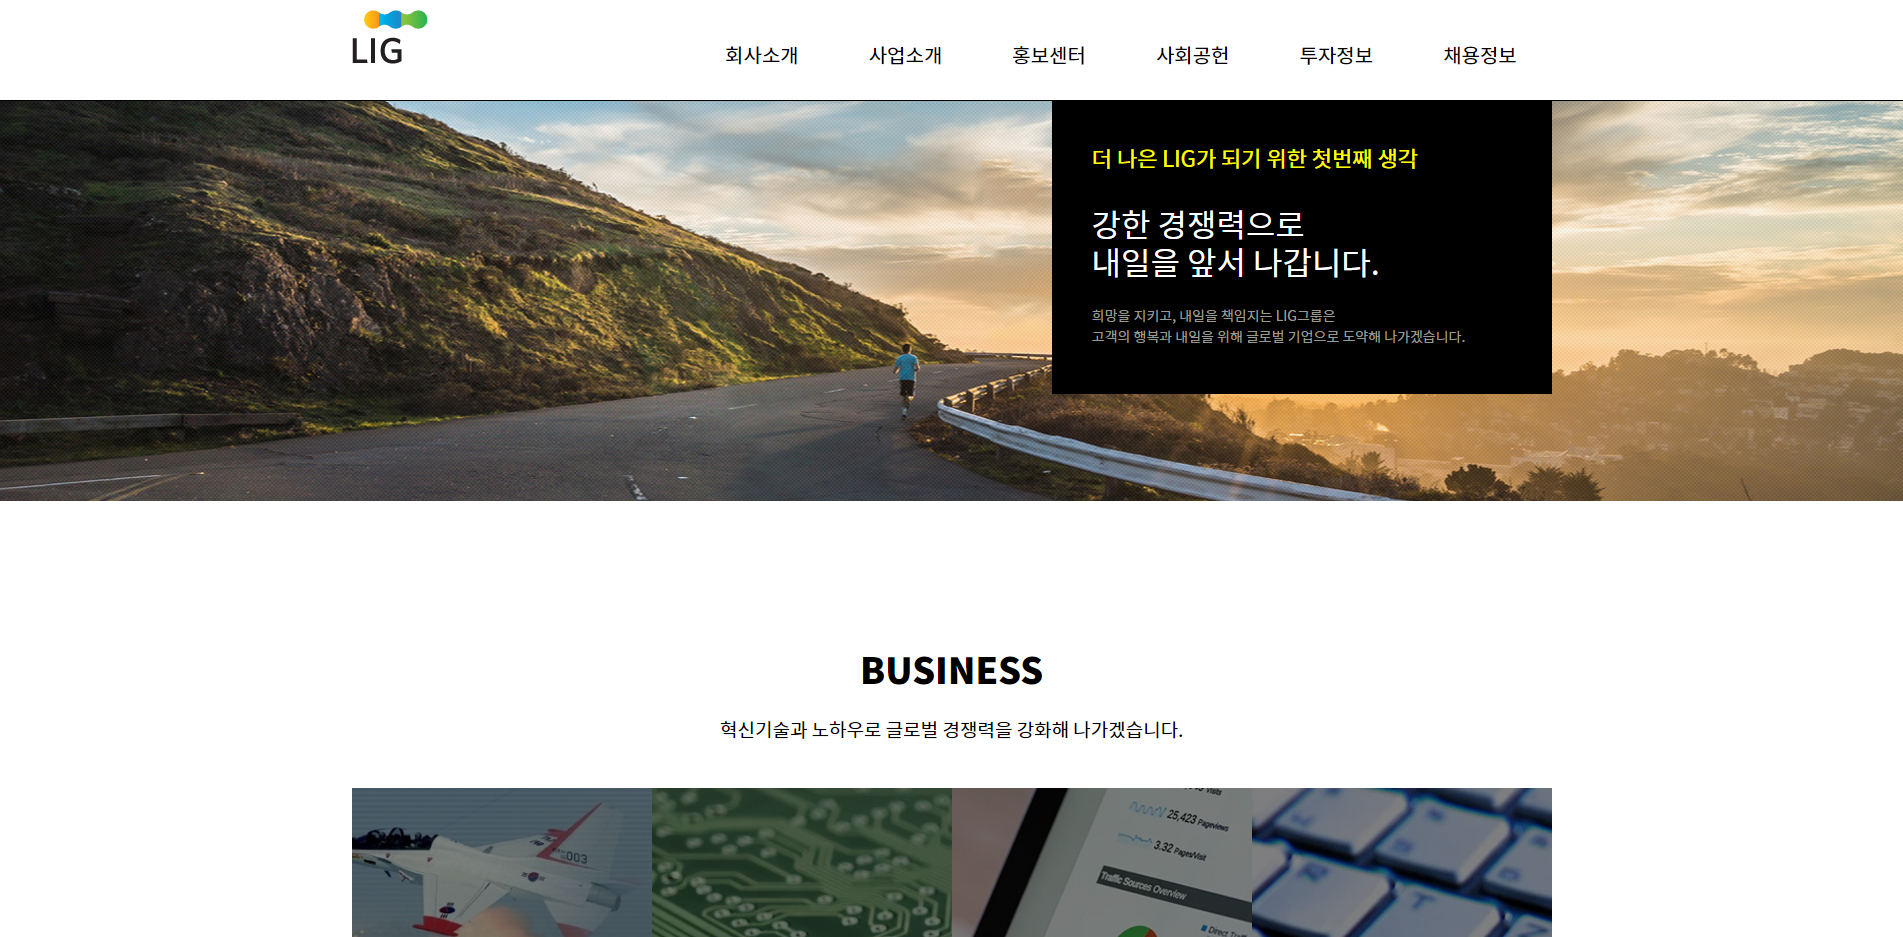 LIG
회사소개
사업소개
홍보센터
사회공헌
투자정보
채용정보
더 나은 LIG가 되기 위한 첫번째 생각
강한 경쟁력으로
내일을 앞서 나갑니다.
희망을 지키고, 내일을 책임지는 LIG그룹은
고객의 행복과 내일을 위해 글로벌 기업으로 도약해 나가겠습니다.
BUSINESS
혁신기술과 노하우로 글로벌 경쟁력을 강화해 나가겠습니다.
003
Visits
25,423 Pageviews
3.32 Pages/Visit
Traffic Sources Overview
R
T